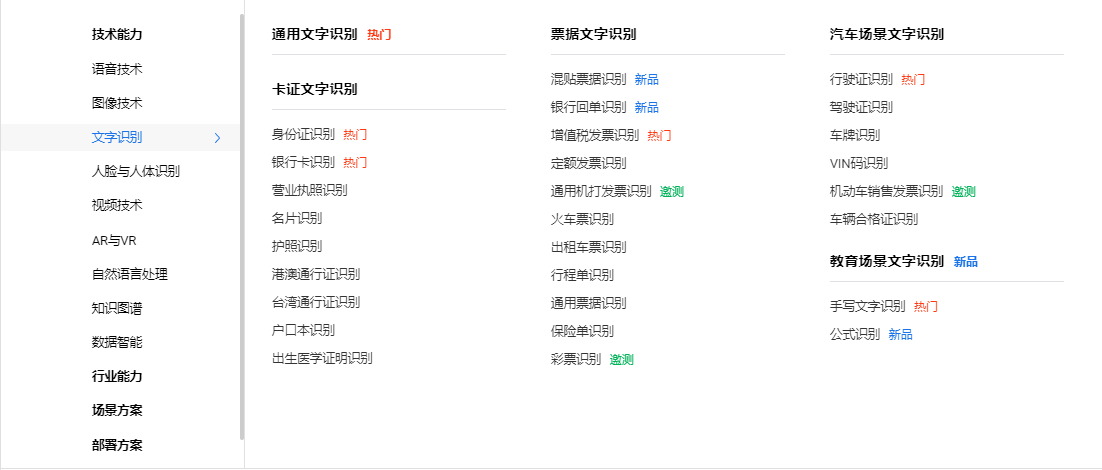 技术能力
语音技术
图像技术
文字识别
人脸与人体识别
视频技术
AR与VR
自然语言处理
知识图谱
数据智能
行业能力
场景方案
部署方案
通用文字识别 热门
卡证文字识别
身份证识别 热门
银行卡识别 热门
营业执照识别
名片识别
护照识别
港澳通行证识别
台湾通行证识别
户口本识别
出生医学证明识别
票据文字识别
混贴票据识别 新品
银行回单识别 新品
增值税发票识别 热门
定额发票识别
通用机打发票识别 邀测
火车票识别
出租车票识别
行程单识别
通用票据识别
保险单识别
彩票识别 邀测
汽车场景文字识别
行驶证识别 热门
驾驶证识别
车牌识别
VIN码识别
机动车销售发票识别 邀测
车辆合格证识别
教育场景文字识别 新品
手写文字识别 热门
公式识别 新品